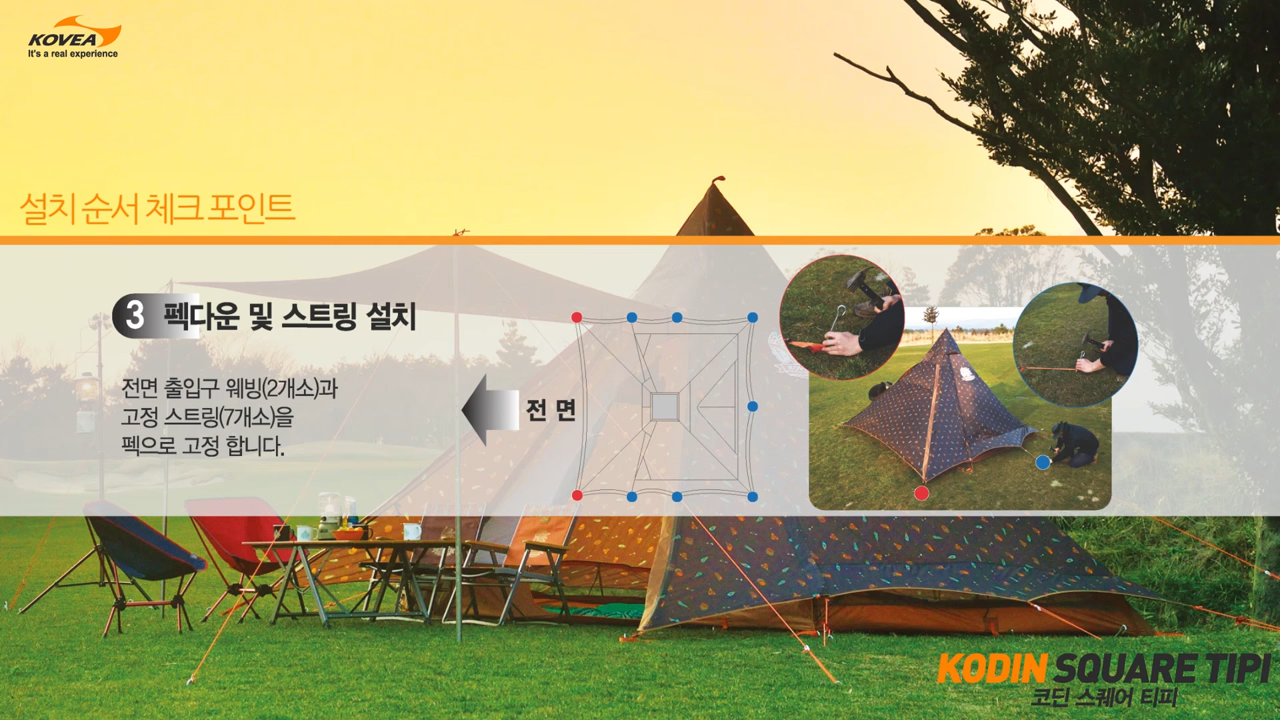 KOVEA
It's a real experience
설치 순서 체크 포인트
3 펙다운 및 스트링 설치
전면 출입구 웨빙(2개소)과
고정 스트링(7개소)을
펙으로 고정 합니다.
전 면
KODIN SQUARE TIPI
코딘 스퀘어 티피